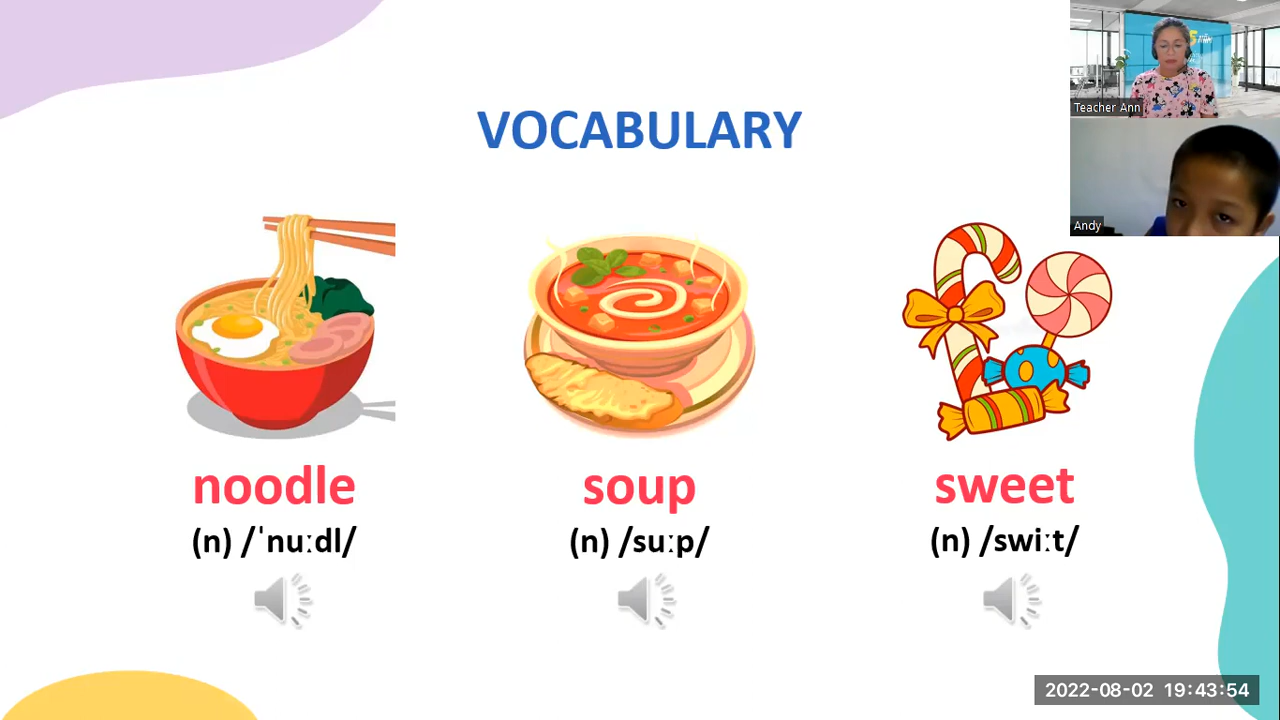 VOCABULARY
noodle
(n) /ˈnuːdl/
soup
(n) /suːp/
sweet
(n) /swiːt/
Teacher Ann
Andy
2022-08-02 19:43:54